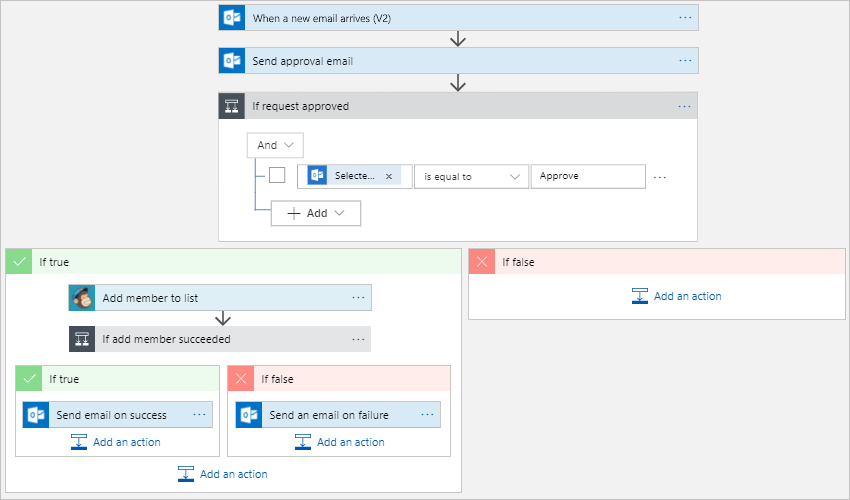 When a new email arrives (V2) ...
Send approval email ...
If request approved ...
And
Selecte... × is equal to Approve ...
+ Add
If true
If false
Add an action
Add member to list ...
If add member succeeded ...
If true
If false
Send email on success ...
Send an email on failure ...
Add an action
Add an action
Add an action